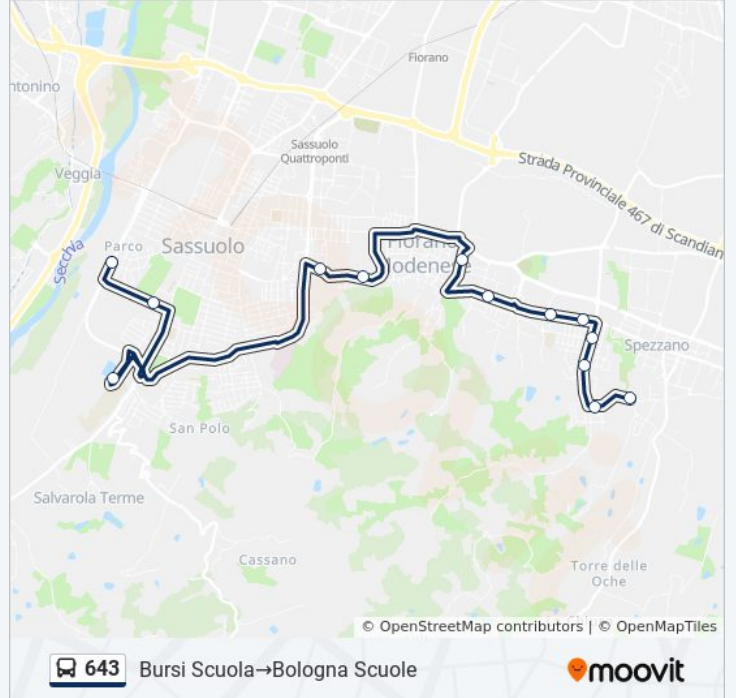 Fiorano
ntonino
Sassuolo
Quattroponti
Strada Provinciale 467 di Scandian
Veggia
Secchia
Parco
Sassuolo
Fiorano
Modenese
Spezzano
San Polo
Salvarola Terme
Cassano
Torre delle
Oche
© OpenStreetMap contributors | © OpenMapTiles
643 Bursi Scuola→Bologna Scuole
moovit